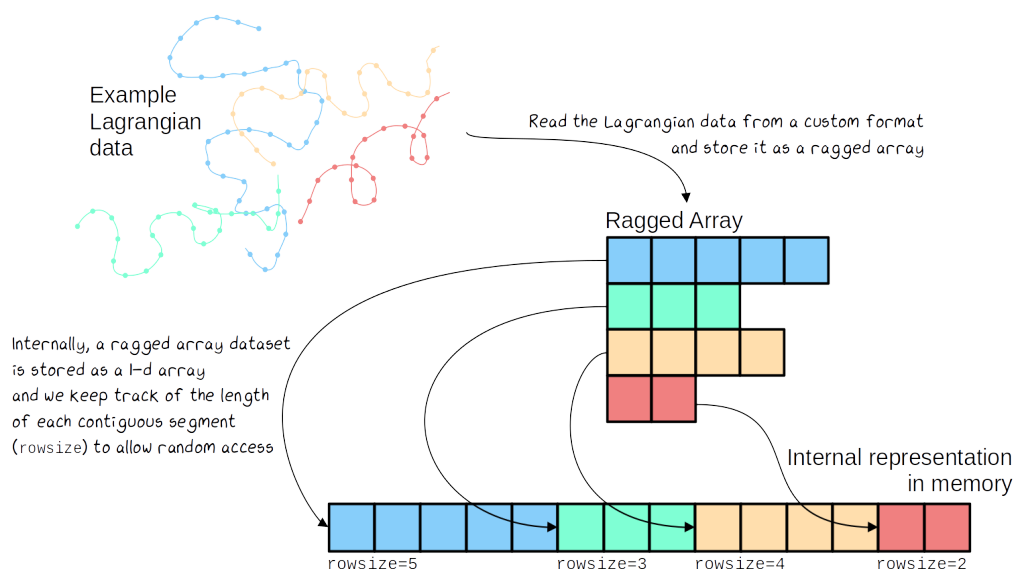 Example
Lagrangian
data
Read the Lagrangian data from a custom format
and store it as a ragged array
Ragged Array
Internally, a ragged array dataset
is stored as a 1-d array
and we keep track of the length
of each contiguous segment
(rowsize) to allow random access
Internal representation
in memory
rowsize=5
rowsize=3
rowsize=4
rowsize=2